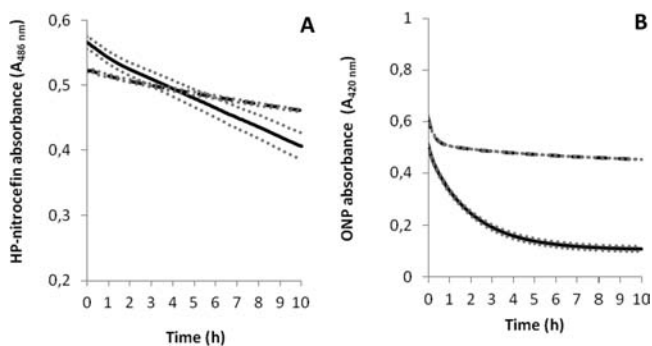 A
HP-nitrocefin absorbance (A486 nm)
0,6
0,5
0,4
0,3
0,2
0 1 2 3 4 5 6 7 8 9 10
Time (h)
B
ONP absorbance (A420 nm)
1
0,8
0,6
0,4
0,2
0
0 1 2 3 4 5 6 7 8 9 10
Time (h)